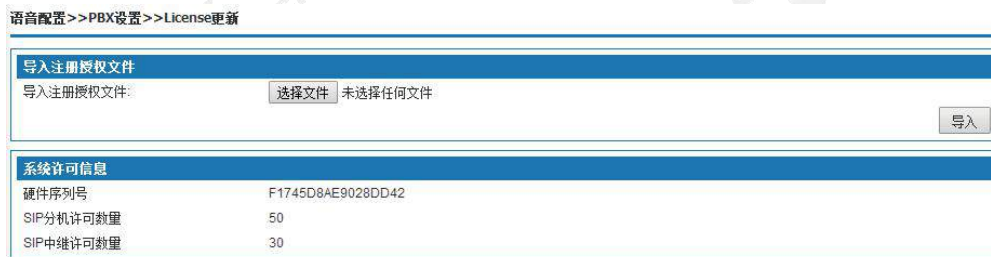 语音配置>>PBX设置>>License更新
导入注册授权文件
导入注册授权文件: 选择文件 未选择任何文件
导入
系统许可信息
硬件序列号 F1745D8AE9028DD42
SIP分机许可数量 50
SIP中继许可数量 30